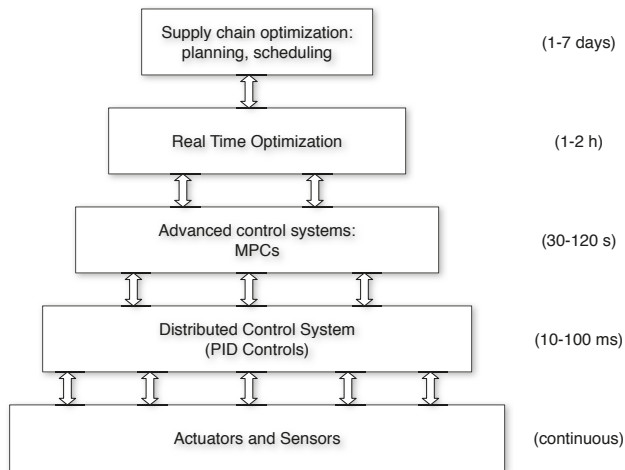 Supply chain optimization:
planning, scheduling
(1-7 days)
Real Time Optimization
(1-2 h)
Advanced control systems:
MPCs
(30-120 s)
Distributed Control System
(PID Controls)
(10-100 ms)
Actuators and Sensors
(continuous)